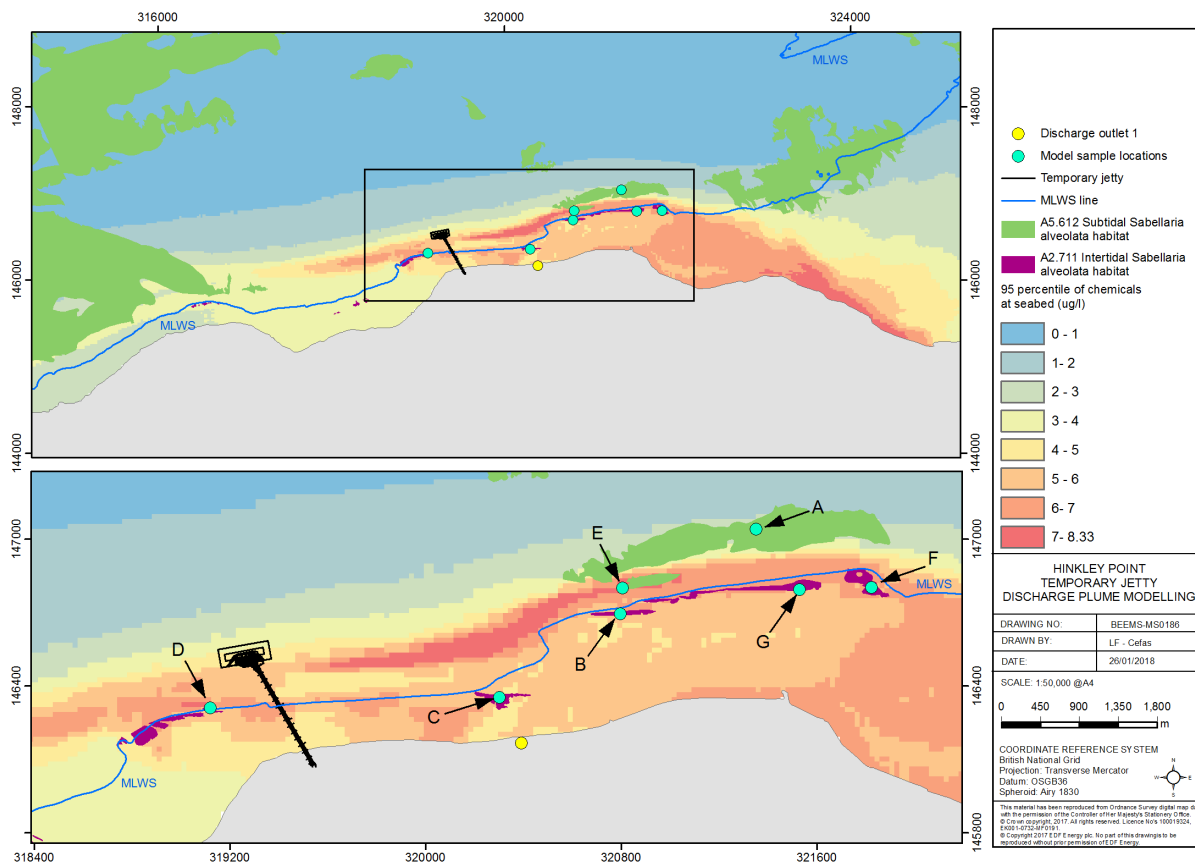 316000
320000
324000
148000
146000
144000
148000
146000
144000
MLWS
MLWS
A
E
F
MLWS
G
B
D
C
MLWS
147000
146400
145800
147000
146400
145800
318400
319200
320000
320800
321600
Discharge outlet 1
Model sample locations
Temporary jetty
MLWS line
A5.612 Subtidal Sabellaria
alveolata habitat
A2.711 Intertidal Sabellaria
alveolata habitat
95 percentile of chemicals
at seabed (ug/l)
0 - 1
1- 2
2 - 3
3 - 4
4 - 5
5 - 6
6- 7
7- 8.33
HINKLEY POINT
TEMPORARY JETTY
DISCHARGE PLUME MODELLING
DRAWING NO: BEEMS-MS0186
DRAWN BY: LF - Cefas
DATE: 26/01/2018
SCALE: 1:50,000 @A4
0 450 900 1,350 1,800
m
COORDINATE REFERENCE SYSTEM
British National Grid
Projection: Transverse Mercator
Datum: OSGB36
Spheroid: Airy 1830
N
W E
S
This material has been reproduced from Ordnance Survey digital map da
with the permission of the Controller of Her Majesty's Stationery Office.
© Crown copyright, 2017. All rights reserved. Licence No's 100019324,
EK001-0732-MF0191.
© Copyright 2017 EDF Energy plc. No part of this drawing is to be
reproduced without prior permission of EDF Energy.